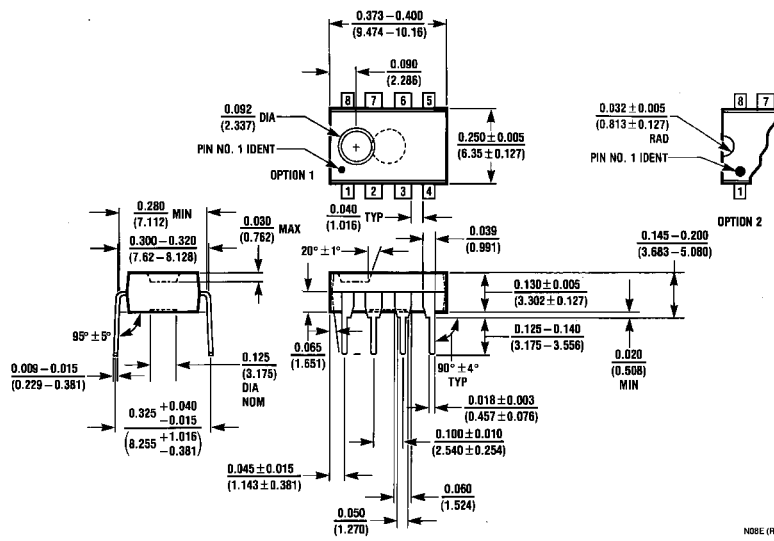 0.373–0.400
(9.474–10.16)
0.090
(2.286)
8 7 6 5
0.092 DIA
(2.337)
PIN NO. 1 IDENT
OPTION 1
0.250±0.005
(6.35±0.127)
1 2 3 4
0.032±0.005
(0.813±0.127)
RAD
PIN NO. 1 IDENT
8 7
1
OPTION 2
0.280 MIN
(7.112)
0.300–0.320
(7.62–8.128)
0.030 MAX
(0.762)
0.040 TYP
(1.016)
0.039
(0.991)
0.145–0.200
(3.683–5.080)
20°±1°
0.130±0.005
(3.302±0.127)
95°±5°
0.065
(1.651)
0.125–0.140
(3.175–3.556)
0.020
(0.508)
MIN
90°±4°
TYP
0.009–0.015
(0.229–0.381)
0.125
(3.175)
DIA
NOM
0.018±0.003
(0.457±0.076)
0.325 +0.040 −0.015
(8.255 +1.016 −0.381)
0.100±0.010
(2.540±0.254)
0.045±0.015
(1.143±0.381)
0.060
(1.524)
0.050
(1.270)
N08E (R